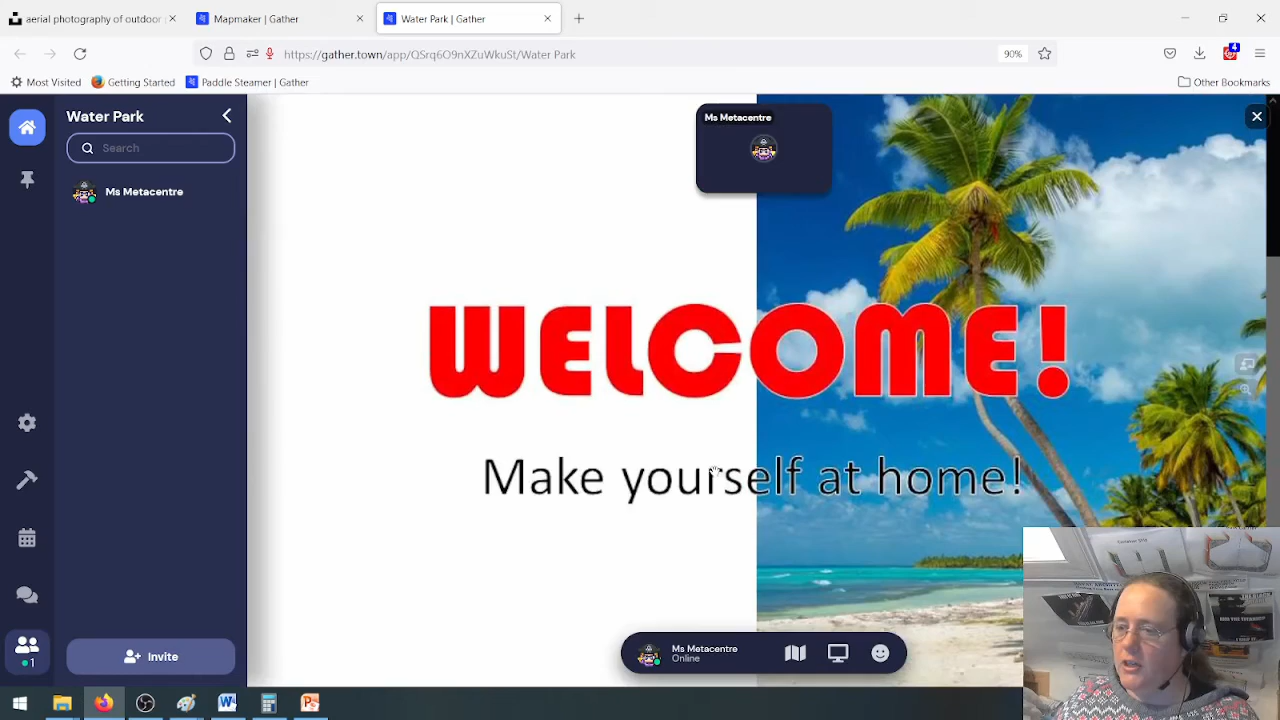 aerial photography of outdoor
Mapmaker | Gather
Water Park | Gather
https://gather.town/app/QSrq6O9nXZuWkuSt/Water Park
90%
4
Most Visited
Getting Started
Paddle Steamer | Gather
Other Bookmarks
Water Park
Search
Ms Metacentre
Ms Metacentre
WELCOME!
Make yourself at home!
Invite
1
Ms Metacentre
Online